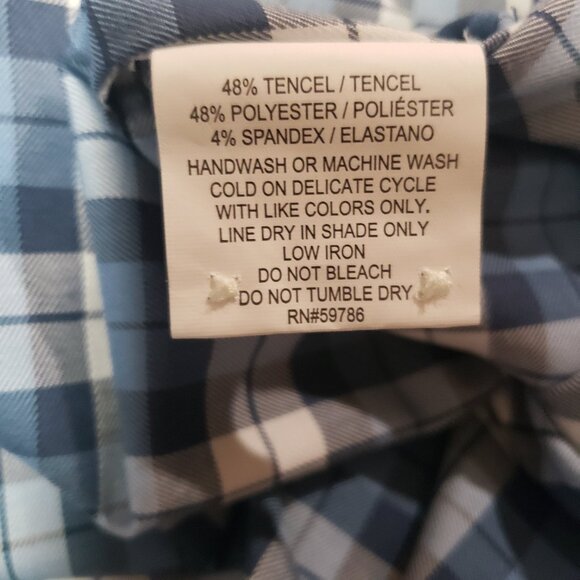 48% TENCEL / TENCEL
48% POLYESTER / POLIÉSTER
4% SPANDEX / ELASTANO
HANDWASH OR MACHINE WASH
COLD ON DELICATE CYCLE
WITH LIKE COLORS ONLY.
LINE DRY IN SHADE ONLY
LOW IRON
DO NOT BLEACH
DO NOT TUMBLE DRY
RN#59786